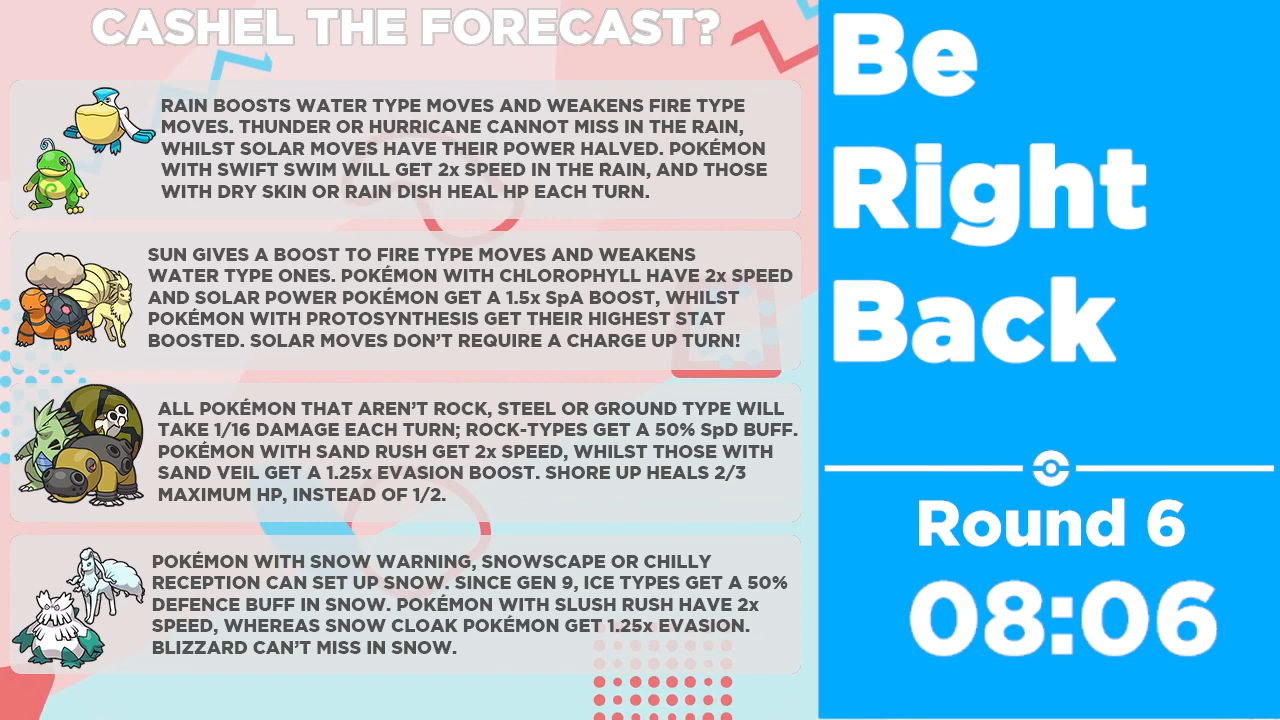 CASHEL THE FORECAST?
RAIN BOOSTS WATER TYPE MOVES AND WEAKENS FIRE TYPE
MOVES. THUNDER OR HURRICANE CANNOT MISS IN THE RAIN,
WHILST SOLAR MOVES HAVE THEIR POWER HALVED. POKÉMON
WITH SWIFT SWIM WILL GET 2x SPEED IN THE RAIN, AND THOSE
WITH DRY SKIN OR RAIN DISH HEAL HP EACH TURN.
SUN GIVES A BOOST TO FIRE TYPE MOVES AND WEAKENS
WATER TYPE ONES. POKÉMON WITH CHLOROPHYLL HAVE 2x SPEED
AND SOLAR POWER POKÉMON GET A 1.5x SpA BOOST, WHILST
POKÉMON WITH PROTOSYNTHESIS GET THEIR HIGHEST STAT
BOOSTED. SOLAR MOVES DON'T REQUIRE A CHARGE UP TURN!
ALL POKÉMON THAT AREN'T ROCK, STEEL OR GROUND TYPE WILL
TAKE 1/16 DAMAGE EACH TURN; ROCK-TYPES GET A 50% SpD BUFF.
POKÉMON WITH SAND RUSH GET 2x SPEED, WHILST THOSE WITH
SAND VEIL GET A 1.25x EVASION BOOST. SHORE UP HEALS 2/3
MAXIMUM HP, INSTEAD OF 1/2.
POKÉMON WITH SNOW WARNING, SNOWSCAPE OR CHILLY
RECEPTION CAN SET UP SNOW. SINCE GEN 9, ICE TYPES GET A 50%
DEFENCE BUFF IN SNOW. POKÉMON WITH SLUSH RUSH HAVE 2x
SPEED, WHEREAS SNOW CLOAK POKÉMON GET 1.25x EVASION.
BLIZZARD CAN'T MISS IN SNOW.
Be
Right
Back
Round 6
08:06